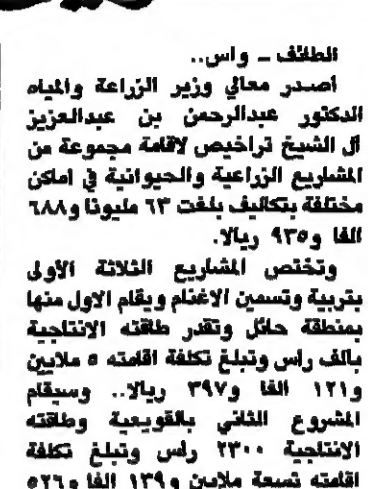 الطائف ــ واس..
أصدر معالي وزير الزراعة والمياه
الدكتور عبدالرحمن بن عبدالعزيز
آل الشيخ تراخيص لاقامة مجموعة من
المشاريع الزراعية والحيوانية في اماكن
مختلفة بتكاليف بلغت ٦٣ مليونا و٦٨٨
الفا و٩٣٥ ريالا.
وتختص المشاريع الثلاثة الأولى
بتربية وتسمين الاغنام ويقام الاول منها
بمنطقة حائل وتقدر طاقته الانتاجية
بالف راس وتبلغ تكلفة اقامته ٥ ملايين
و١٢١ الفا و٣٩٧ ريالا.. وسيقام
المشروع الثاني بالقويعية وطاقته
الانتاجية ٢٣٠٠ راس وتبلغ تكلفة
اقامته تسعة ملايين و١٣٩ الفا و٥٢٦